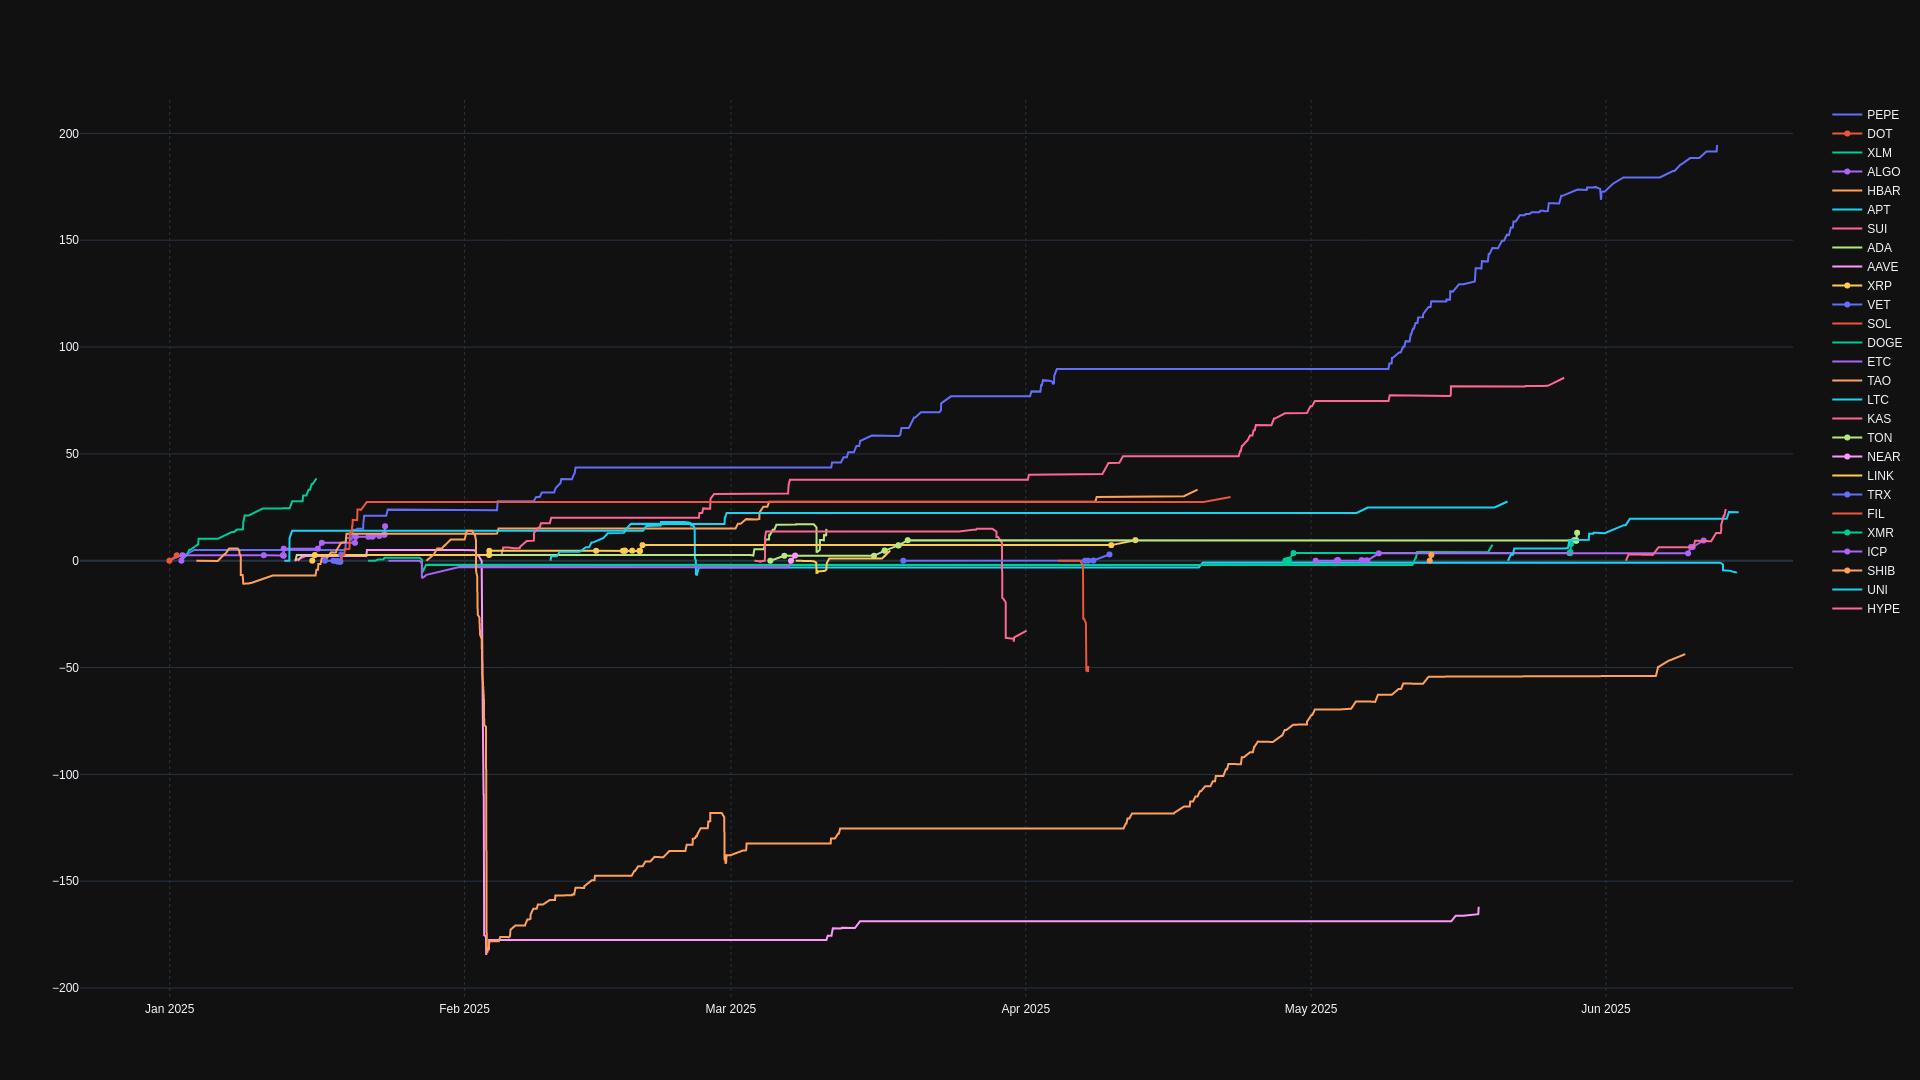 200
150
100
50
0
−50
−100
−150
−200
Jan 2025
Feb 2025
Mar 2025
Apr 2025
May 2025
Jun 2025
PEPE
DOT
XLM
ALGO
HBAR
APT
SUI
ADA
AAVE
XRP
VET
SOL
DOGE
ETC
TAO
LTC
KAS
TON
NEAR
LINK
TRX
FIL
XMR
ICP
SHIB
UNI
HYPE